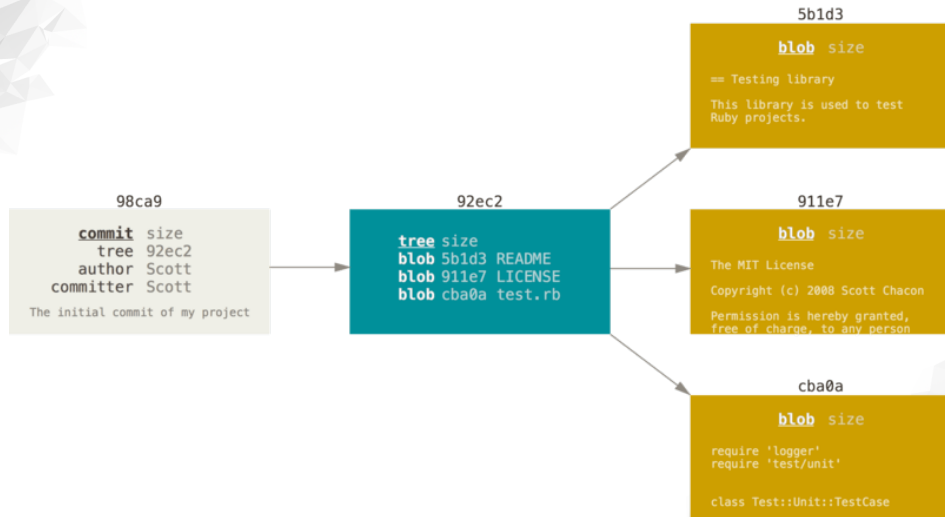 98ca9
commit size
tree 92ec2
author Scott
committer Scott
The initial commit of my project
92ec2
tree size
blob 5b1d3 README
blob 911e7 LICENSE
blob cba0a test.rb
5b1d3
blob size
== Testing library
This library is used to test
Ruby projects.
911e7
blob size
The MIT License
Copyright (c) 2008 Scott Chacon
Permission is hereby granted,
free of charge, to any person
cba0a
blob size
require 'logger'
require 'test/unit'
class Test::Unit::TestCase